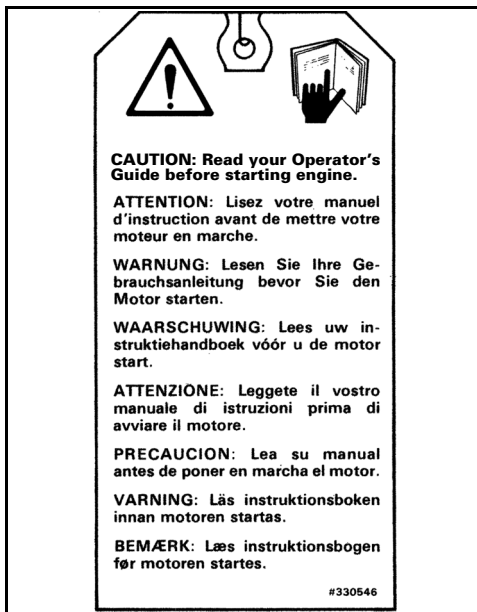 CAUTION: Read your Operator's
Guide before starting engine.
ATTENTION: Lisez votre manuel
d'instruction avant de mettre votre
moteur en marche.
WARNUNG: Lesen Sie Ihre Ge-
brauchsanleitung bevor Sie den
Motor starten.
WAARSCHUWING: Lees uw in-
struktiehandboek vóór u de motor
start.
ATTENZIONE: Leggete il vostro
manuale di istruzioni prima di
avviare il motore.
PRECAUCION: Lea su manual
antes de poner en marcha el motor.
VARNING: Läs instruktionsboken
innan motoren startas.
BEMÆRK: Læs instruktionsbogen
før motoren startes.
#330546